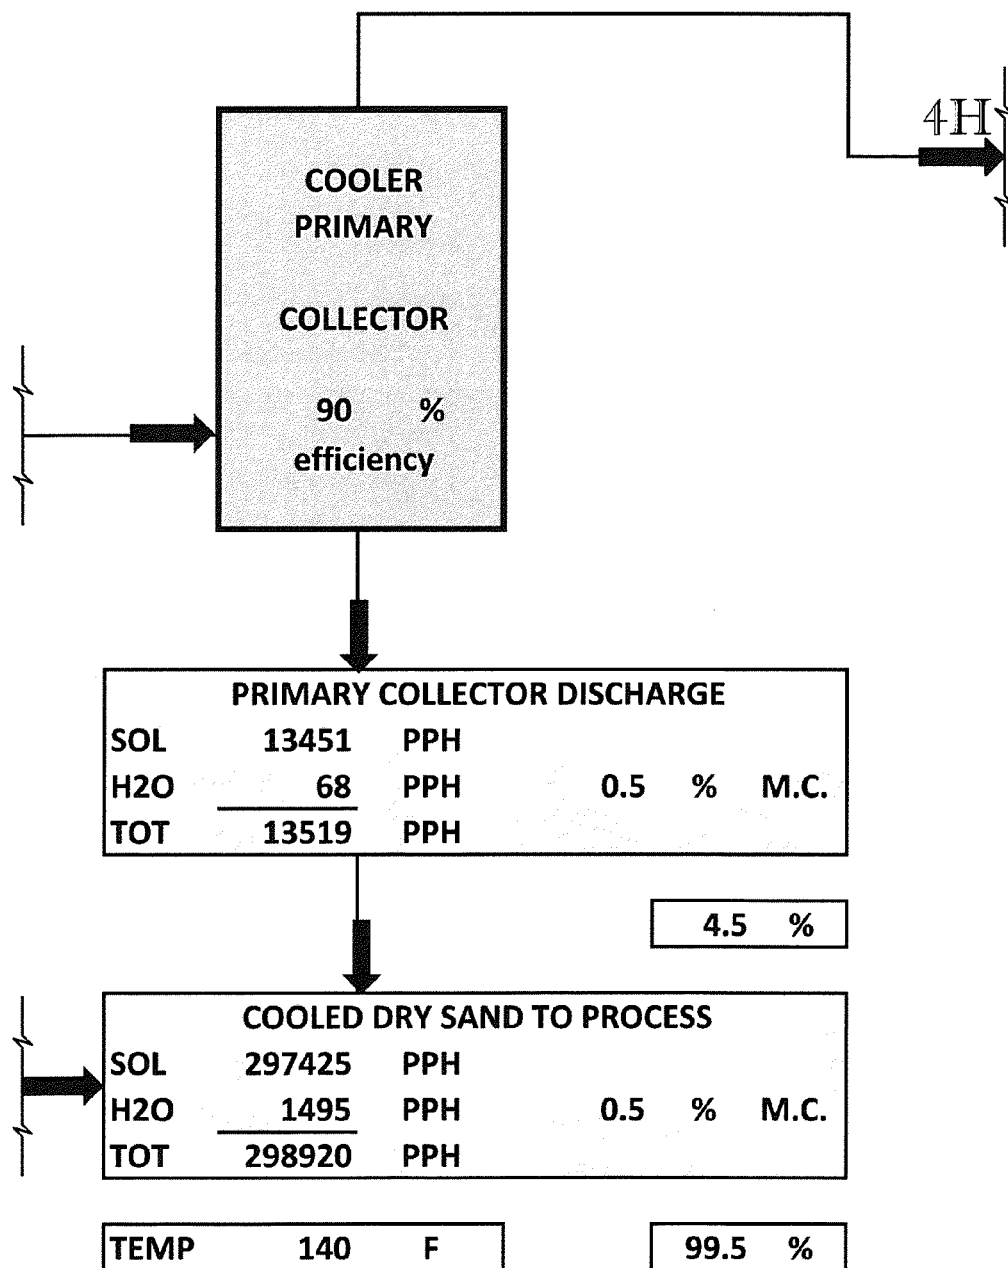 4H
COOLER
PRIMARY
COLLECTOR
90 %
efficiency
PRIMARY COLLECTOR DISCHARGE
SOL 13451 PPH
H2O 68 PPH 0.5 % M.C.
TOT 13519 PPH
4.5 %
COOLED DRY SAND TO PROCESS
SOL 297425 PPH
H2O 1495 PPH 0.5 % M.C.
TOT 298920 PPH
TEMP 140 F 99.5 %